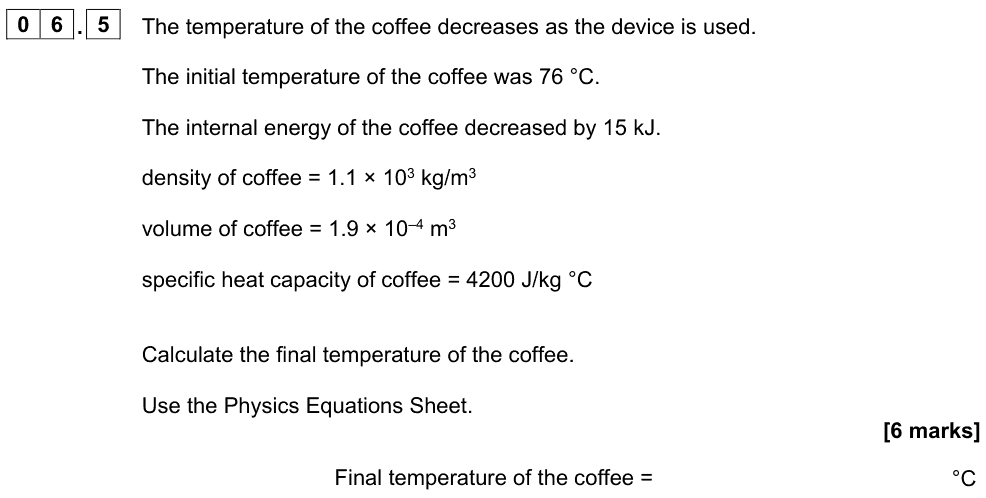 0 6 . 5 The temperature of the coffee decreases as the device is used.
The initial temperature of the coffee was 76 °C.
The internal energy of the coffee decreased by 15 kJ.
density of coffee = 1.1 × 10³ kg/m³
volume of coffee = 1.9 × 10⁻⁴ m³
specific heat capacity of coffee = 4200 J/kg °C
Calculate the final temperature of the coffee.
Use the Physics Equations Sheet.
[6 marks]
Final temperature of the coffee = °C